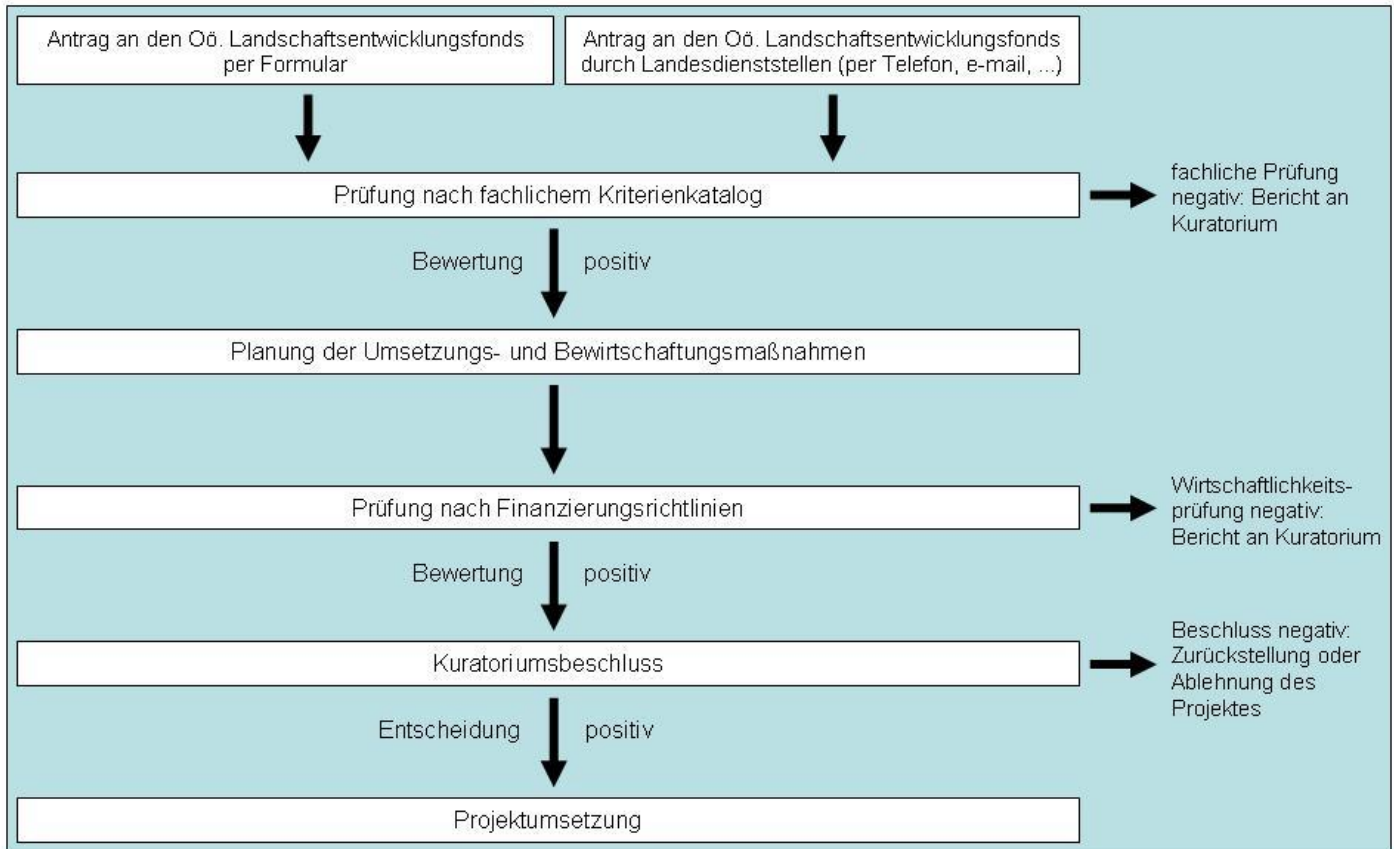 Antrag an den Oö. Landschaftsentwicklungsfonds
per Formular
Antrag an den Oö. Landschaftsentwicklungsfonds
durch Landesdienststellen (per Telefon, e-mail, ...)
Prüfung nach fachlichem Kriterienkatalog
fachliche Prüfung
negativ: Bericht an
Kuratorium
Bewertung positiv
Planung der Umsetzungs- und Bewirtschaftungsmaßnahmen
Prüfung nach Finanzierungsrichtlinien
Wirtschaftlichkeits-
prüfung negativ:
Bericht an Kuratorium
Bewertung positiv
Kuratoriumsbeschluss
Beschluss negativ:
Zurückstellung oder
Ablehnung des
Projektes
Entscheidung positiv
Projektumsetzung